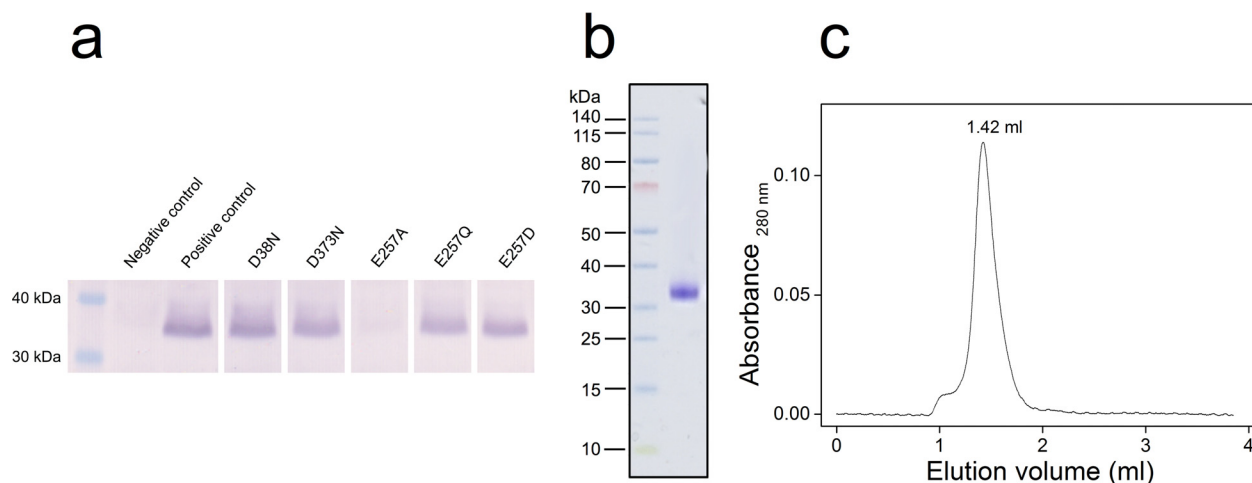 a
Negative control
Positive control
D38N
D373N
E257A
E257Q
E257D
40 kDa
30 kDa
b
kDa
140
115
80
70
50
40
30
25
15
10
c
1.42 ml
0.10
0.05
0.00
0
1
2
3
4
Absorbance 280 nm
Elution volume (ml)